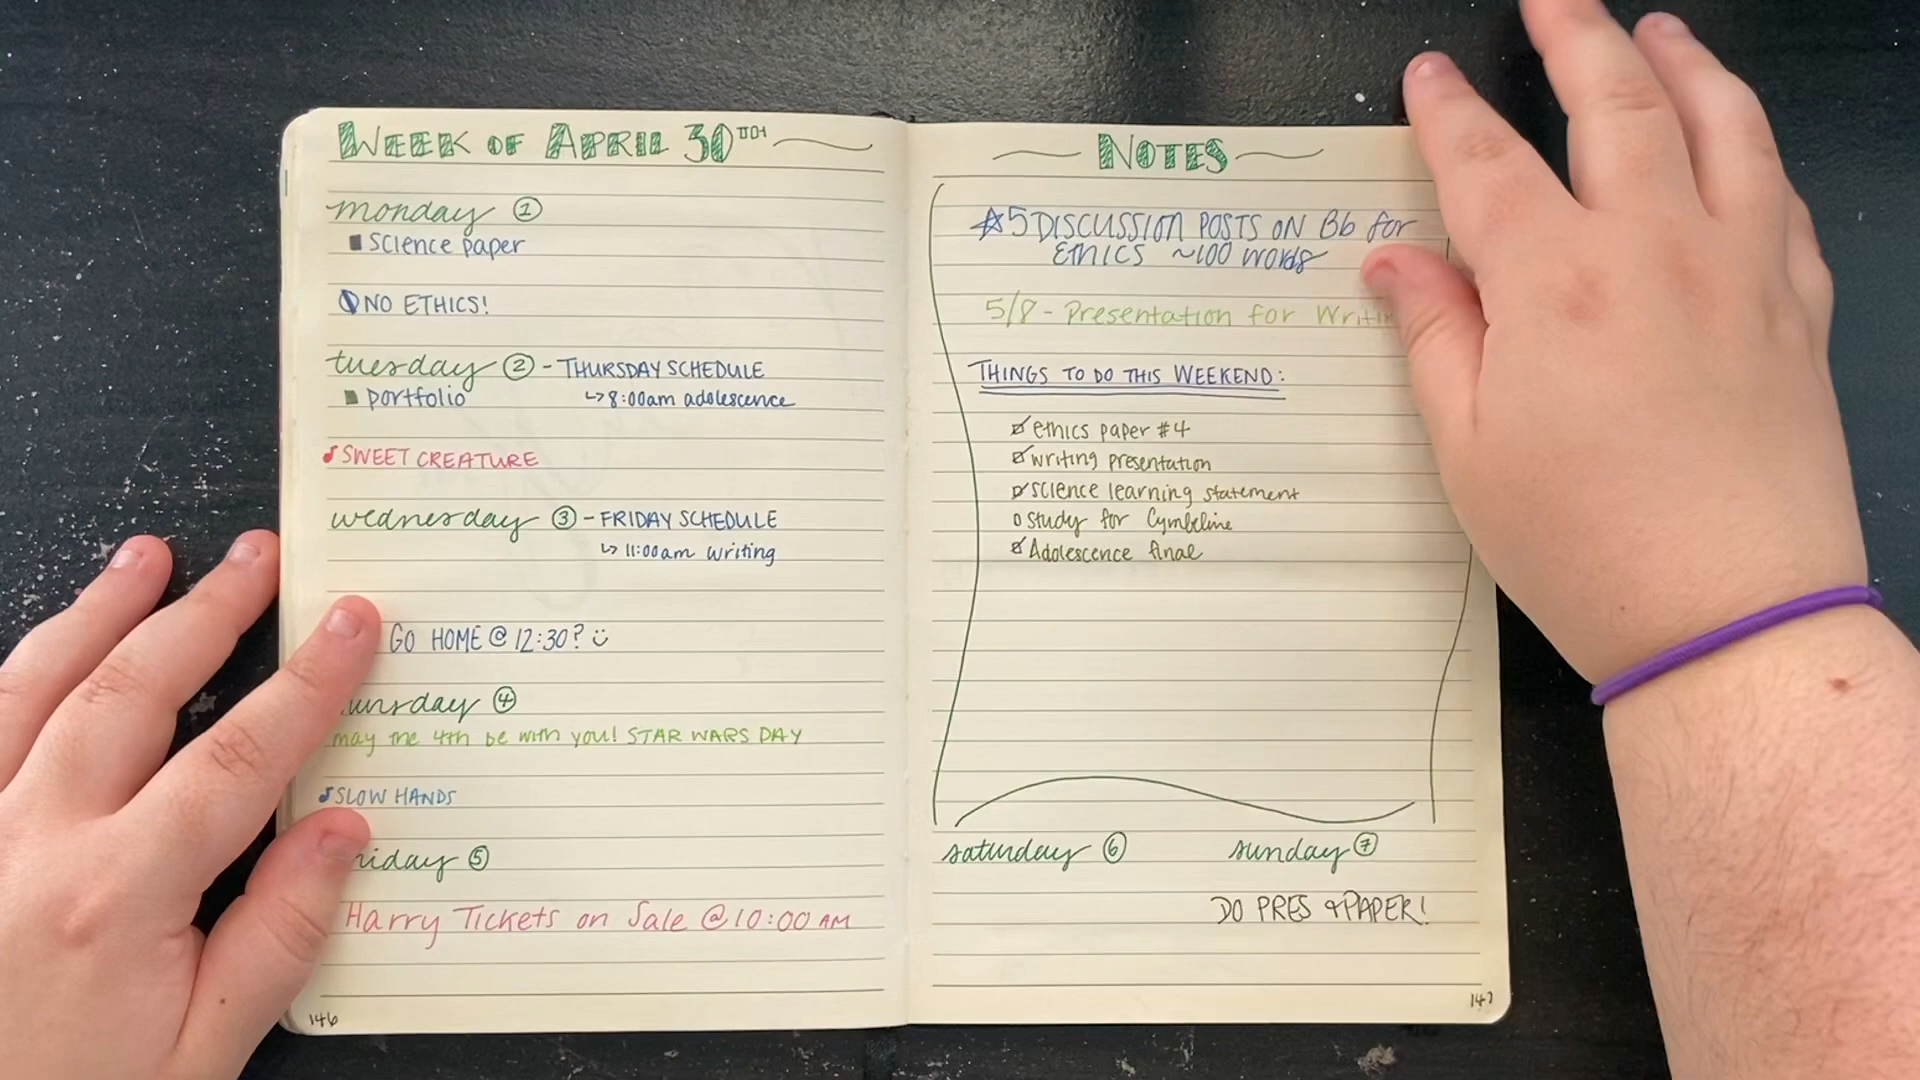 WEEK OF APRIL 30TH
monday ①
science paper
NO ETHICS!
tuesday ② - THURSDAY SCHEDULE
portfolio ↳ 8:00am adolescence
♪ SWEET CREATURE
wednesday ③ - FRIDAY SCHEDULE
↳ 11:00am writing
GO HOME @ 12:30? ☺
④
may the 4th be with you! STAR WARS DAY
♪ SLOW HANDS
⑤
Harry Tickets on Sale @ 10:00 AM
146
NOTES
☆ 5 DISCUSSION POSTS ON Bb for
ETHICS ~100 words
5/8 - Presentation for
THINGS TO DO THIS WEEKEND:
ethics paper #4
writing presentation
science learning statement
study for Cymbeline
Adolescence final
saturday ⑥ sunday ⑦
DO PRES & PAPER!
147